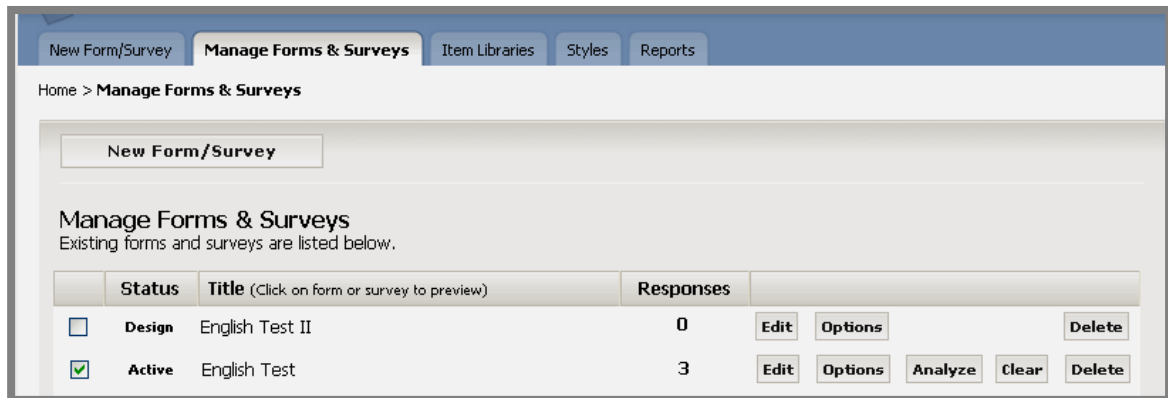 New Form/Survey Manage Forms & Surveys Item Libraries Styles Reports
Home > Manage Forms & Surveys
New Form/Survey
Manage Forms & Surveys
Existing forms and surveys are listed below.
Status Title (Click on form or survey to preview) Responses
Design English Test II 0 Edit Options Delete
Active English Test 3 Edit Options Analyze Clear Delete